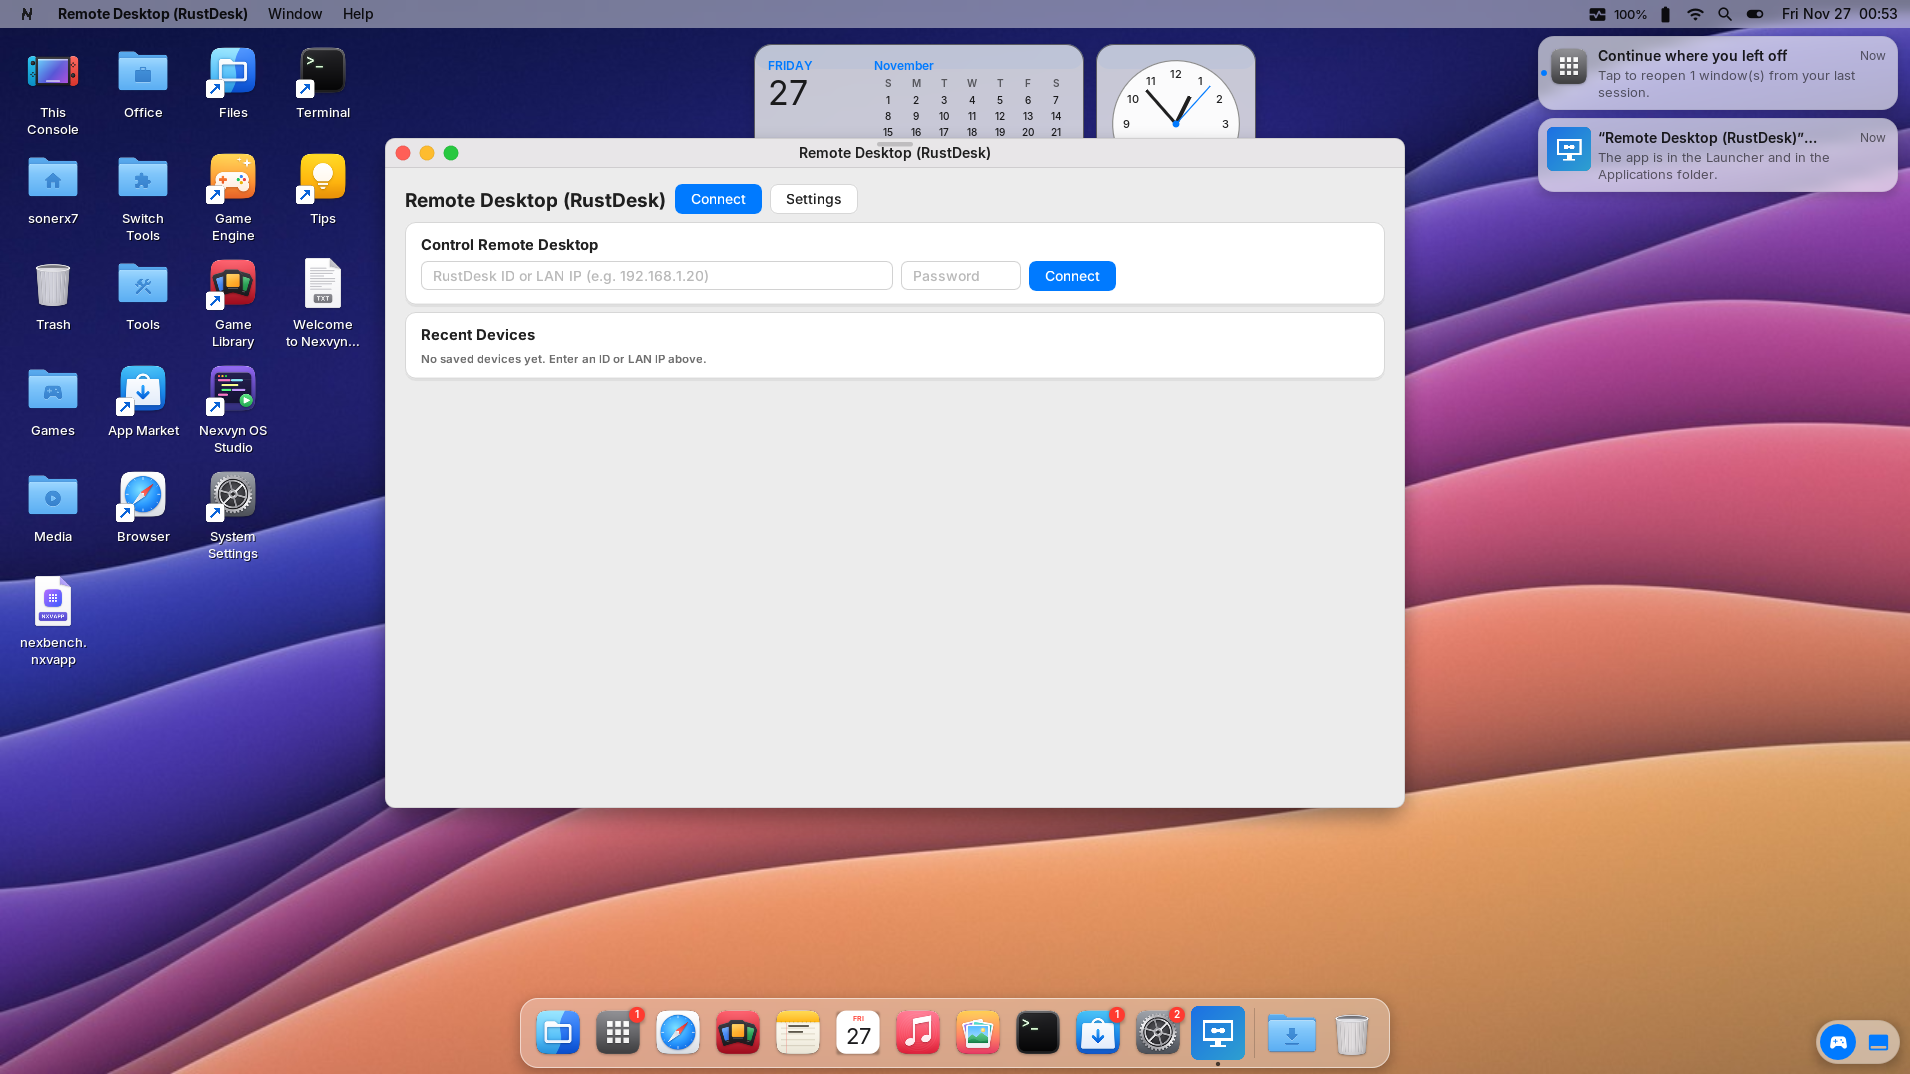 Remote Desktop (RustDesk) Window Help
100% Fri Nov 27 00:53
This
Console
Office
Files
Terminal
sonerx7
Switch
Tools
Game
Engine
Tips
Trash
Tools
Game
Library
Welcome
to Nexvyn...
Games
App Market
Nexvyn OS
Studio
Media
Browser
System
Settings
nexbench.
nxvapp
TXT
NXVAPP
FRIDAY
27
November
S M T W T F S
1 2 3 4 5 6 7
8 9 10 11 12 13 14
15 16 17 18 19 20 21
12
11 1
10 2
9 3
Continue where you left off Now
Tap to reopen 1 window(s) from your last
session.
“Remote Desktop (RustDesk)”... Now
The app is in the Launcher and in the
Applications folder.
Remote Desktop (RustDesk)
Remote Desktop (RustDesk) Connect Settings
Control Remote Desktop
RustDesk ID or LAN IP (e.g. 192.168.1.20) Password Connect
Recent Devices
No saved devices yet. Enter an ID or LAN IP above.
1
FRI
27
>_
1
2